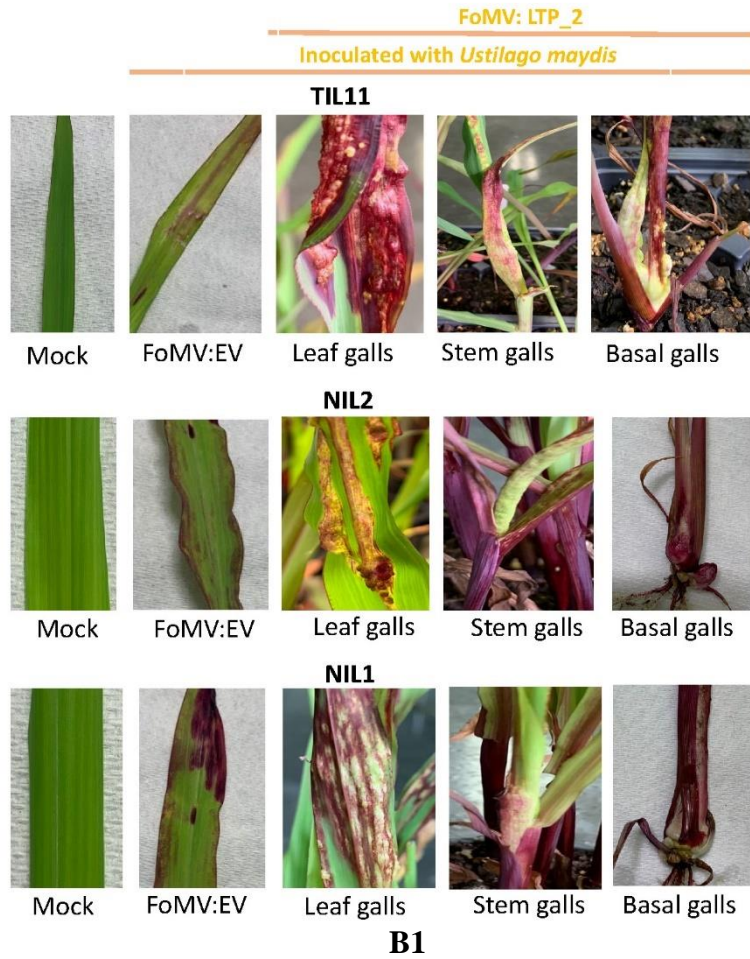 FoMV: LTP_2
Inoculated with Ustilago maydis
TIL11
Mock FoMV:EV Leaf galls Stem galls Basal galls
NIL2
Mock FoMV:EV Leaf galls Stem galls Basal galls
NIL1
Mock FoMV:EV Leaf galls Stem galls Basal galls
B1